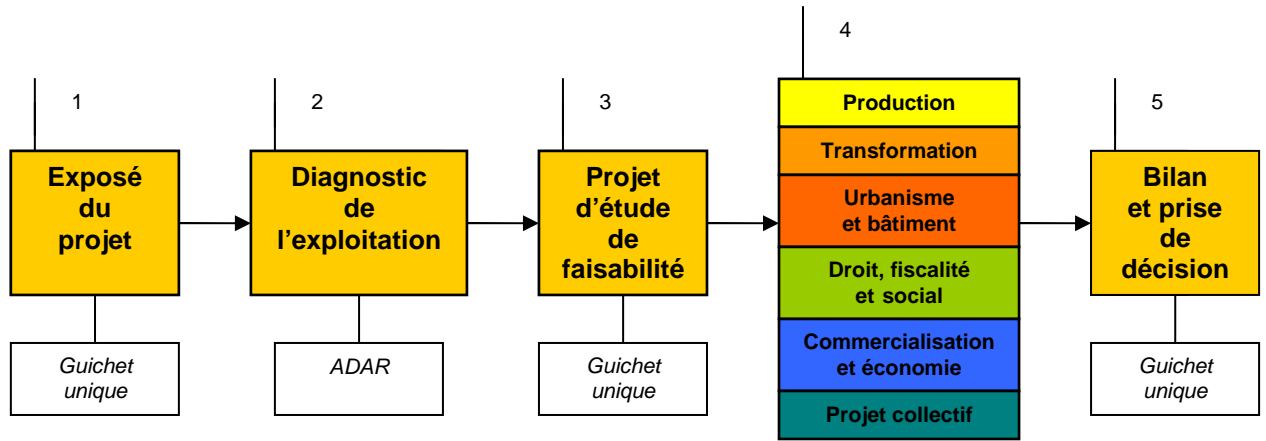 1
Exposé
du
projet
Guichet
unique
2
Diagnostic
de
l'exploitation
ADAR
3
Projet
d'étude
de
faisabilité
Guichet
unique
4
Production
Transformation
Urbanisme
et bâtiment
Droit, fiscalité
et social
Commercialisation
et économie
Projet collectif
5
Bilan
et prise
de
décision
Guichet
unique